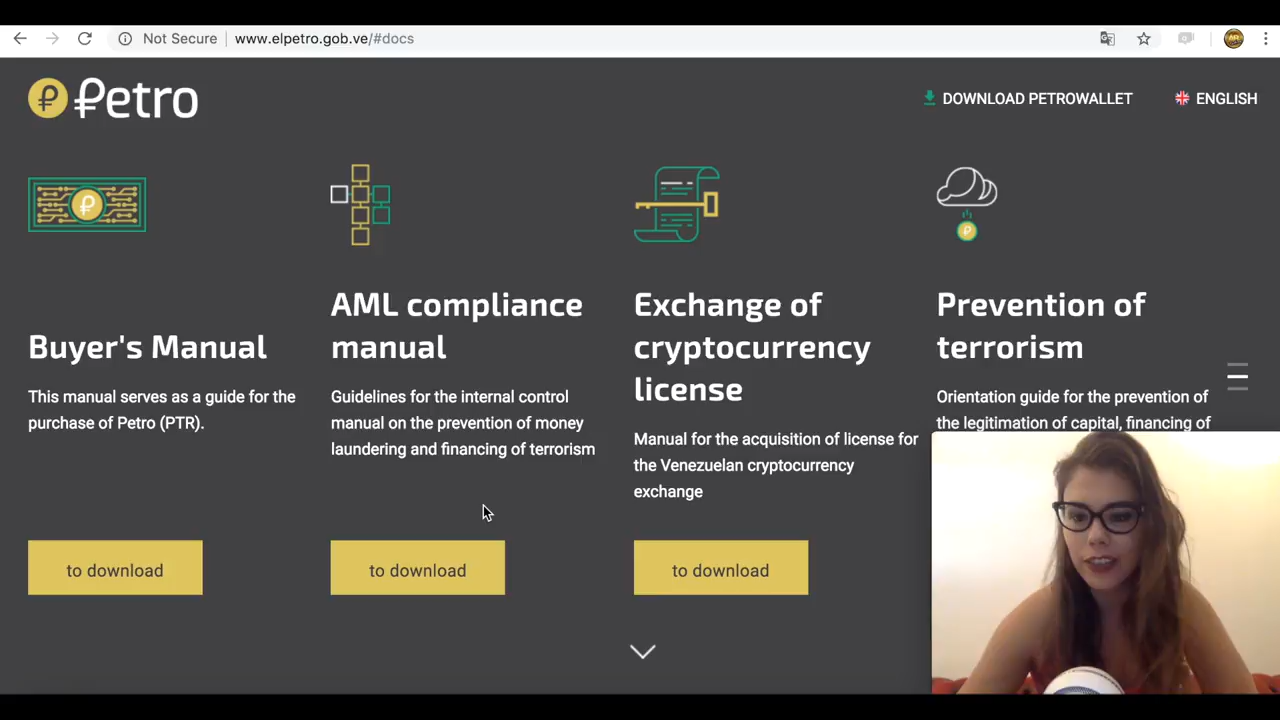 Not Secure www.elpetro.gob.ve/#docs
Petro
DOWNLOAD PETROWALLET
ENGLISH
Buyer's Manual
This manual serves as a guide for the
purchase of Petro (PTR).
to download
AML compliance
manual
Guidelines for the internal control
manual on the prevention of money
laundering and financing of terrorism
to download
Exchange of
cryptocurrency
license
Manual for the acquisition of license for
the Venezuelan cryptocurrency
exchange
to download
Prevention of
terrorism
Orientation guide for the prevention of
the legitimation of capital, financing of